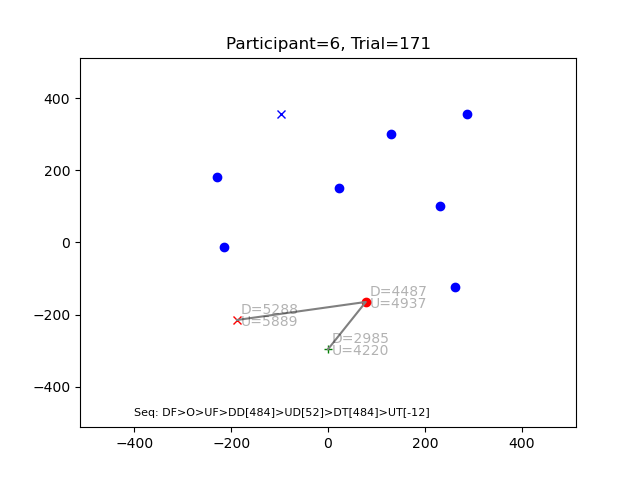 Participant=6, Trial=171
400
200
0
−200
−400
D=4487
U=4937
D=5288
U=5889
D=2985
U=4220
Seq: DF>O>UF>DD[484]>UD[52]>DT[484]>UT[-12]
−400 −200 0 200 400